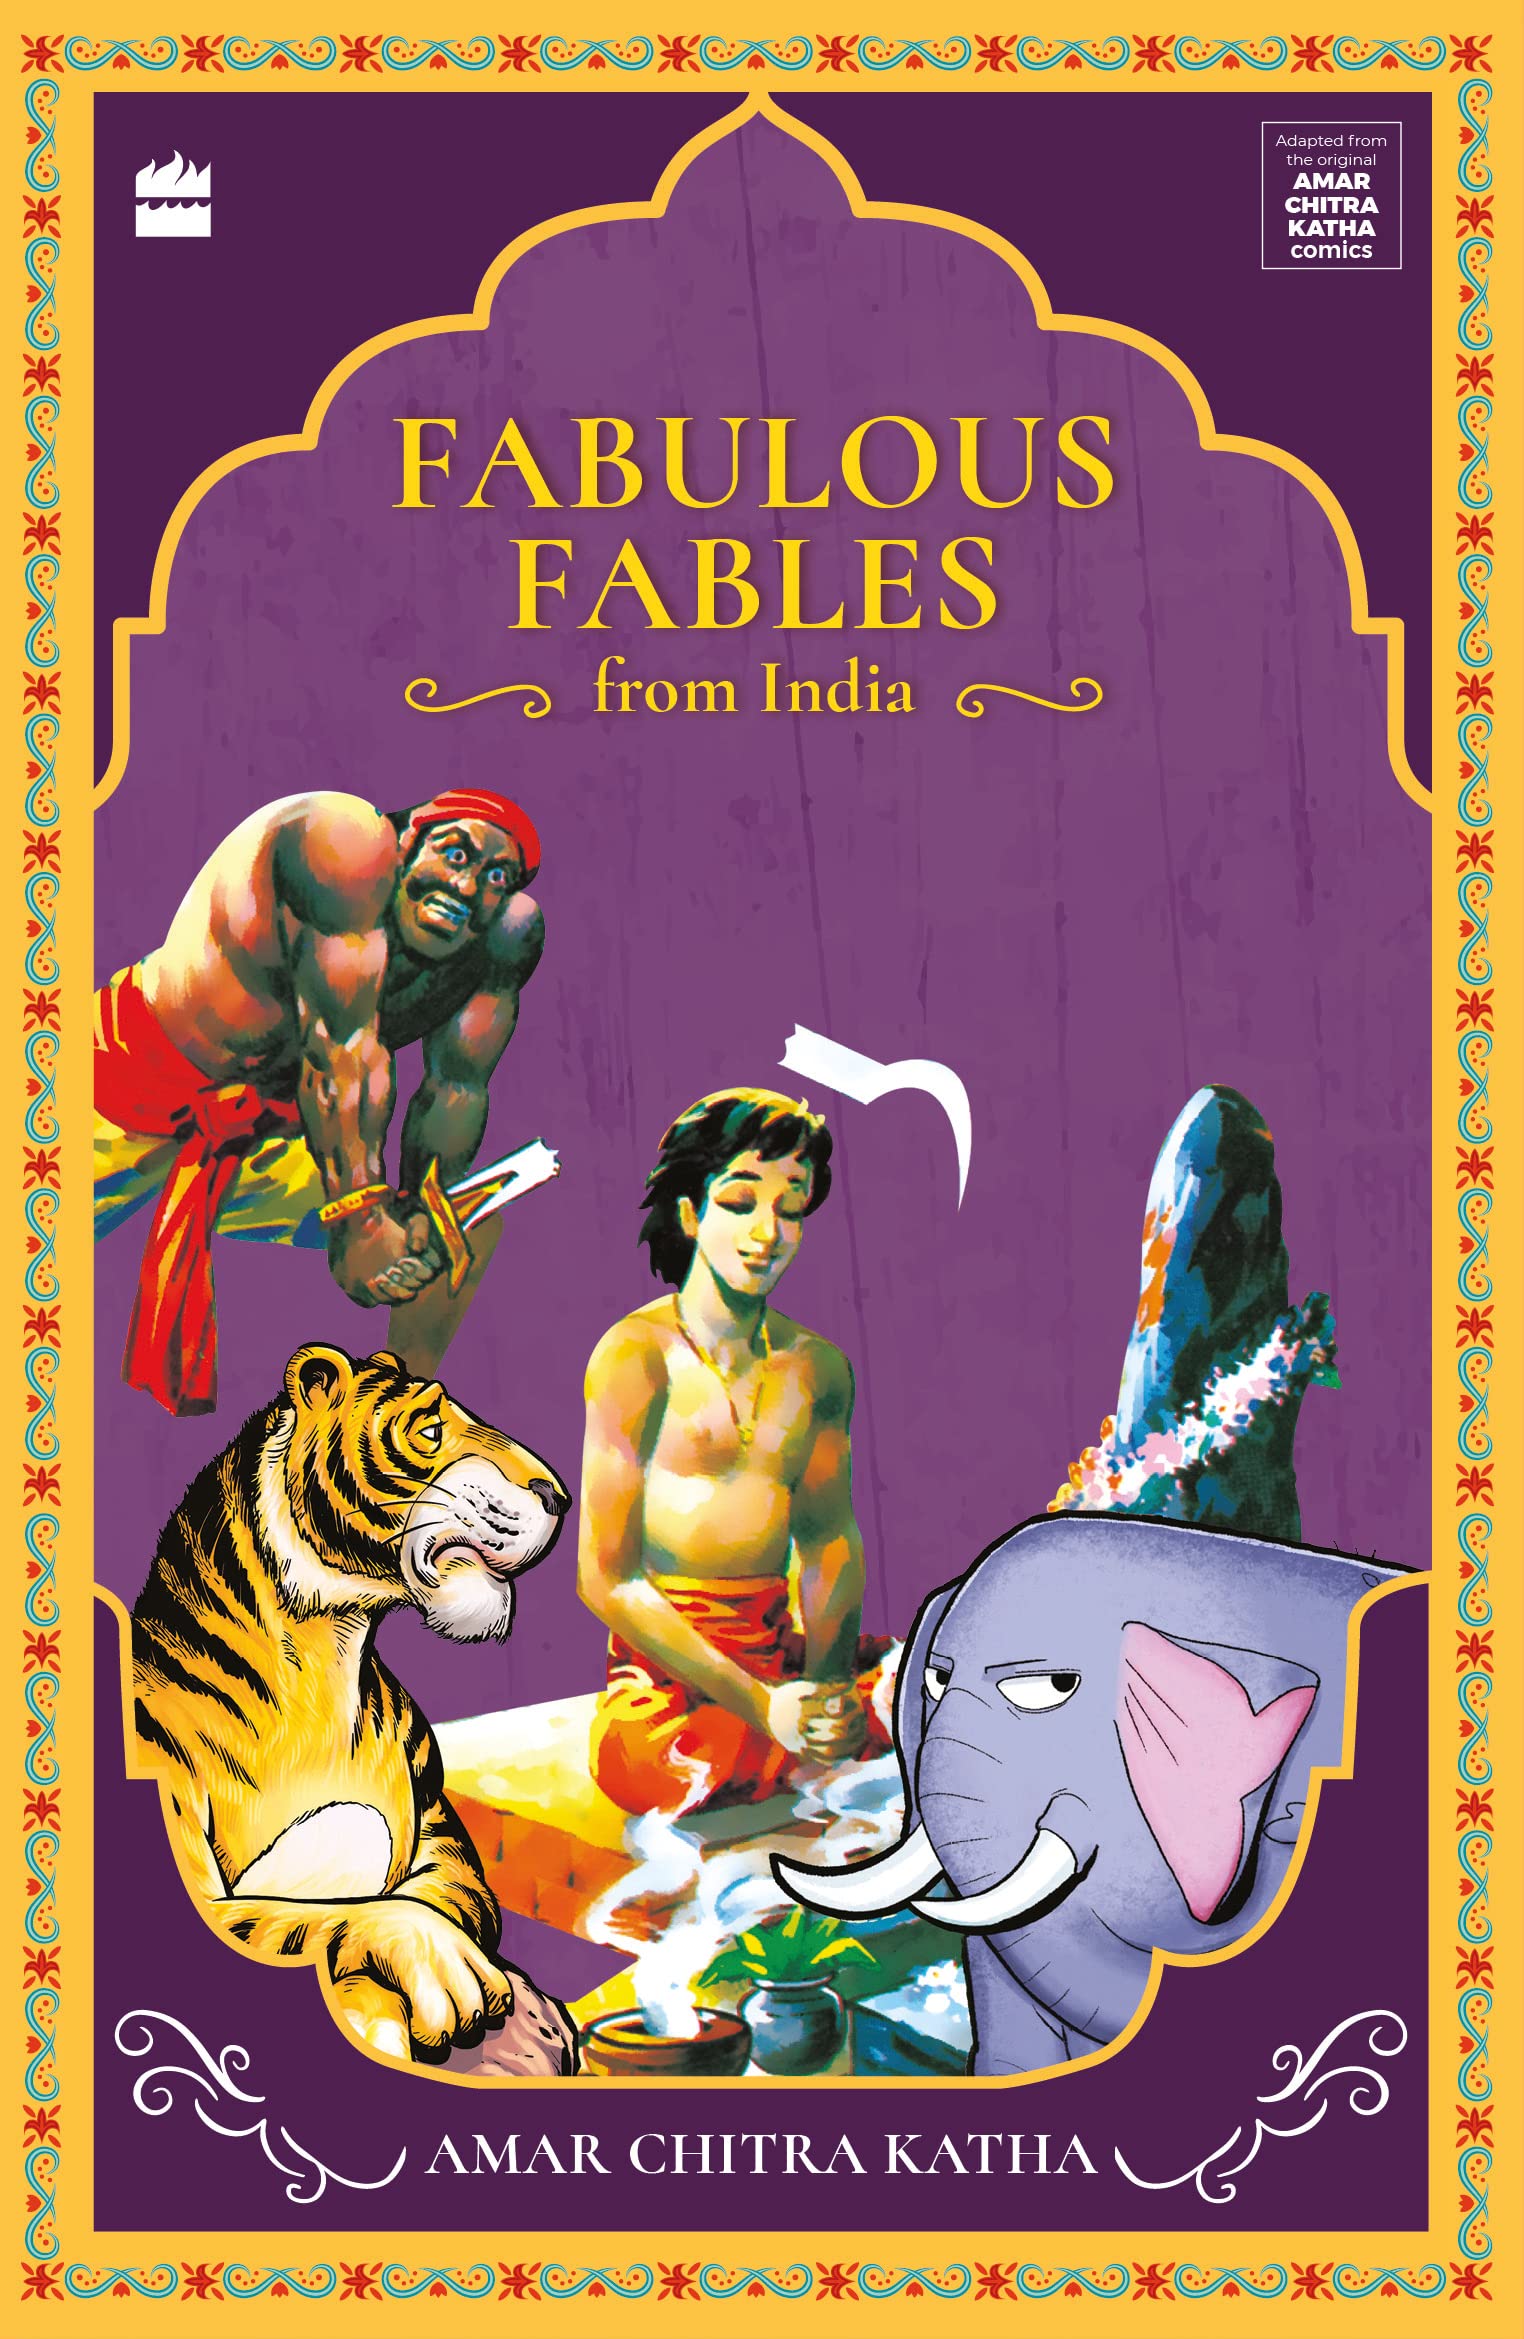 Adapted from
the original
AMAR
CHITRA
KATHA
comics
FABULOUS
FABLES
from India
AMAR CHITRA KATHA